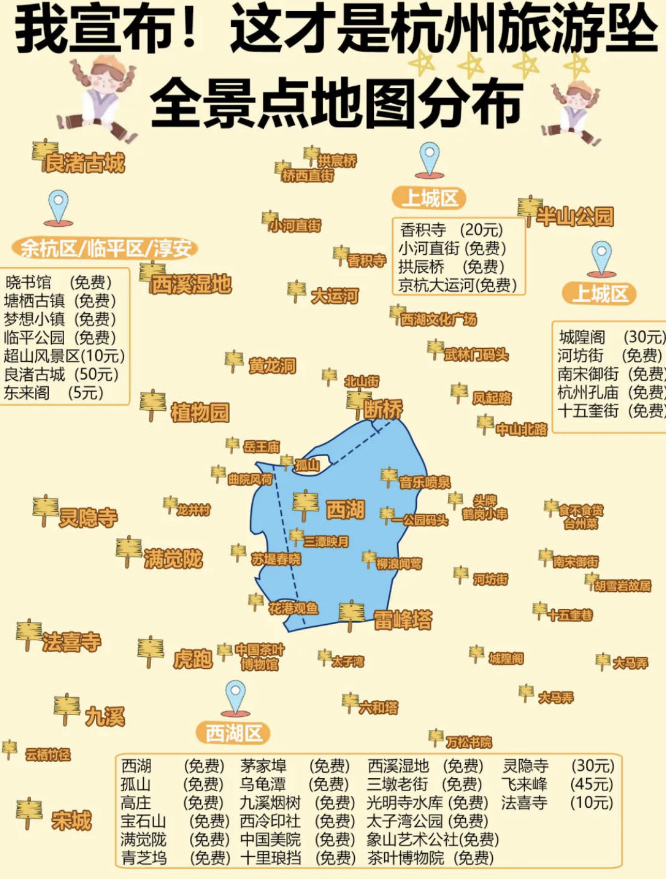 我宣布！这才是杭州旅游坠
全景点地图分布
良渚古城
拱宸桥
桥西直街
上城区
半山公园
小河直街
余杭区/临平区/淳安
香积寺 (20元)
小河直街 (免费)
拱辰桥 (免费)
京杭大运河(免费)
香积寺
上城区
西溪湿地
大运河
晓书馆 (免费)
塘栖古镇 (免费)
梦想小镇 (免费)
临平公园 (免费)
超山风景区(10元)
良渚古城 (50元)
东来阁 (5元)
西湖文化广场
城隍阁 (30元)
河坊街 (免费)
南宋御街 (免费)
杭州孔庙 (免费)
十五奎街 (免费)
武林门码头
黄龙洞
北山街
凤起路
植物园
断桥
中山北路
岳王庙
孤山
曲院风荷
音乐喷泉
西湖
龙井村
头牌
鹤岗小串
食不食贷
台州菜
灵隐寺
一公园码头
三潭映月
满觉陇
苏堤春晓
柳浪闻莺
南宋御街
河坊街
胡雪岩故居
花港观鱼
雷峰塔
十五奎巷
法喜寺
虎跑
中国茶叶
博物馆
太子湾
城隍阁
大马弄
大马弄
九溪
六和塔
西湖区
万松书院
云栖竹径
宋城
西湖 (免费) 茅家埠 (免费) 西溪湿地 (免费) 灵隐寺 (30元)
孤山 (免费) 乌龟潭 (免费) 三墩老街 (免费) 飞来峰 (45元)
高庄 (免费) 九溪烟树 (免费) 光明寺水库 (免费) 法喜寺 (10元)
宝石山 (免费) 西泠印社 (免费) 太子湾公园 (免费)
满觉陇 (免费) 中国美院 (免费) 象山艺术公社(免费)
青芝坞 (免费) 十里琅挡 (免费) 茶叶博物院 (免费)